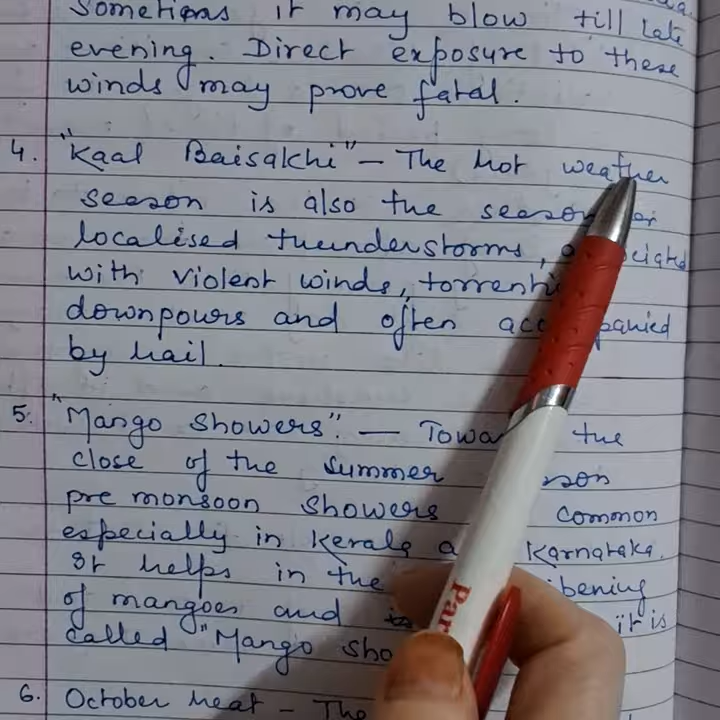 Sometimes it may blow till late
evening. Direct exposure to these
winds may prove fatal.
4. "Kaal Baisakhi" – The hot weather
season is also the season
localised thunderstorms,
with violent winds,
downpours and often
by hail.
5. "Mango showers". – the
close of the summer
pre monsoon showers common
especially in Kerala Karnataka.
It helps in the
of mangoes and it is
called "Mango
6. October heat – The
Par